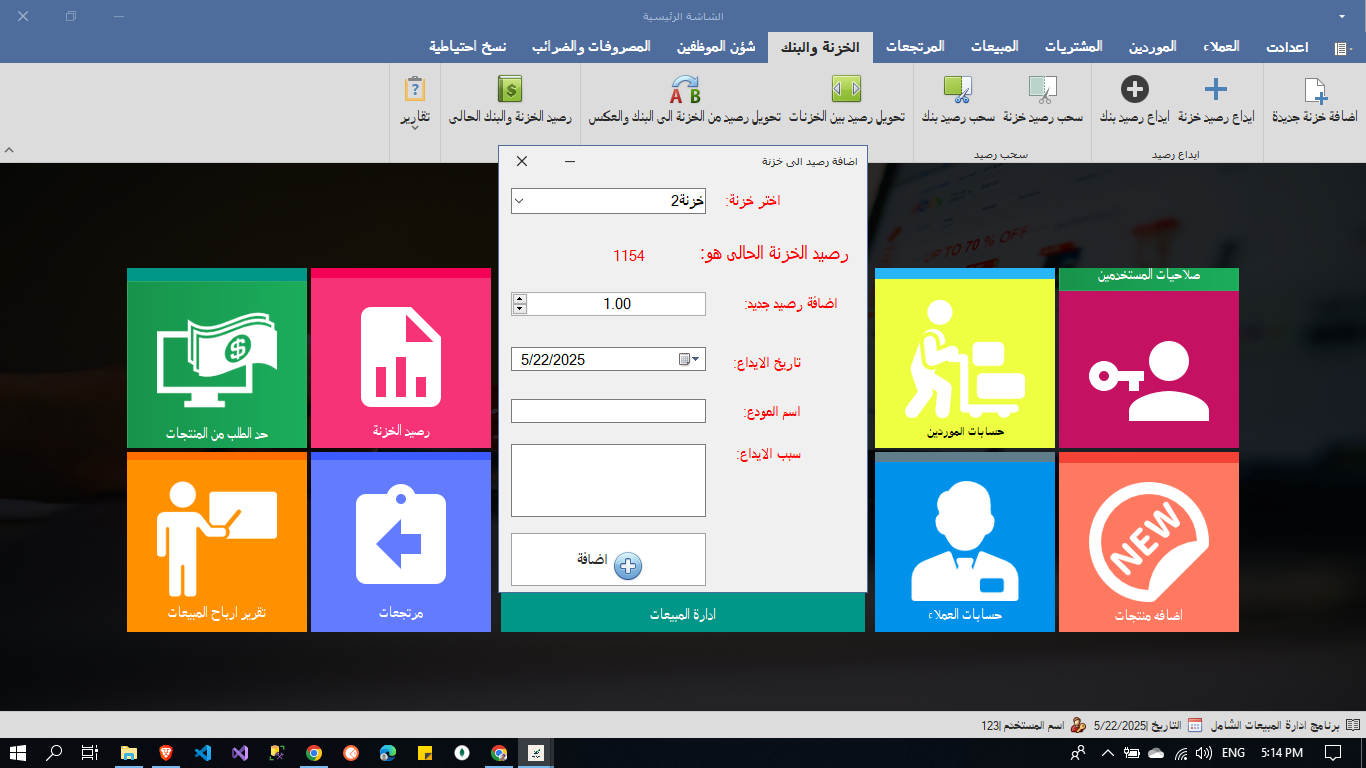 الشاشة الرئيسية
اعدادت
العملاء
الموردين
المشتريات
المبيعات
المرتجعات
الخزنة والبنك
شؤن الموظفين
المصروفات والضرائب
نسخ احتياطية
اضافة خزنة جديدة
ايداع رصيد خزنة
ايداع رصيد بنك
سحب رصيد خزنة
سحب رصيد بنك
تحويل رصيد بين الخزنات
تحويل رصيد من الخزنة الى البنك والعكس
رصيد الخزنة والبنك الحالى
تقارير
ايداع رصيد
سحب رصيد
اضافة رصيد الى خزنة
اختر خزنة:
خزنة2
رصيد الخزنة الحالى هو:
1154
اضافة رصيد جديد:
1.00
تاريخ الايداع:
5/22/2025
اسم المودع:
سبب الايداع:
اضافة
UP TO 70 % OFF
صلاحيات المستخدمين
حسابات الموردين
رصيد الخزنة
حد الطلب من المنتجات
NEW
اضافه منتجات
حسابات العملاء
ادارة المبيعات
مرتجعات
تقرير ارباح المبيعات
برنامج ادارة المبيعات الشامل
التاريخ |5/22/2025
اسم المستخدم |123
ENG
5:14 PM